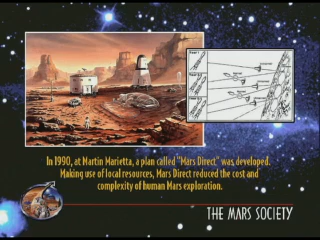 In 1990, at Martin Marietta, a plan called "Mars Direct" was developed.
Making use of local resources, Mars Direct reduced the cost and
complexity of human Mars exploration.
THE MARS SOCIETY